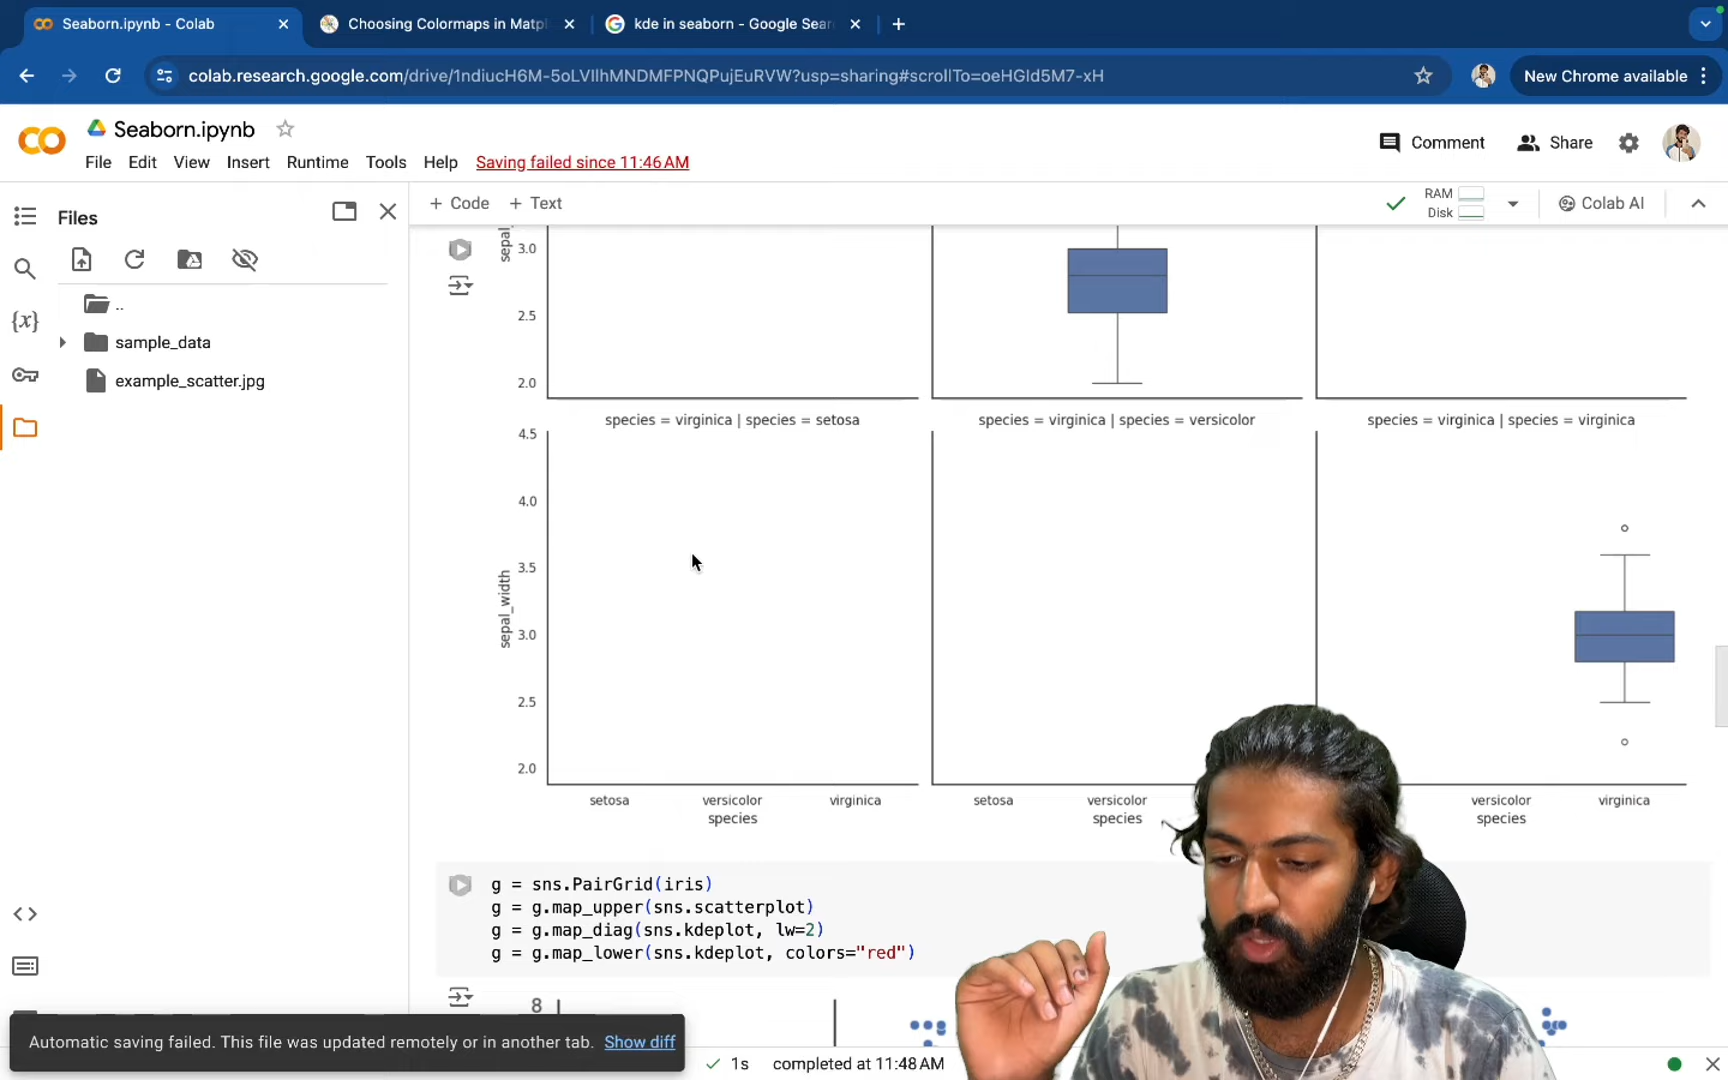 Seaborn.ipynb - Colab
Choosing Colormaps in Matpl
kde in seaborn - Google Sear
colab.research.google.com/drive/1ndiucH6M-5oLVIlhMNDMFPNQPujEuRVW?usp=sharing#scrollTo=oeHGld5M7-xH
New Chrome available
Seaborn.ipynb
File Edit View Insert Runtime Tools Help Saving failed since 11:46 AM
Comment
Share
Files
+ Code + Text
RAM
Disk
Colab AI
..
sample_data
example_scatter.jpg
{x}
sepal_
3.0
2.5
2.0
species = virginica | species = setosa
species = virginica | species = versicolor
species = virginica | species = virginica
4.5
4.0
3.5
3.0
2.5
2.0
sepal_width
setosa versicolor virginica
species
setosa versicolor
species
versicolor virginica
species
g = sns.PairGrid(iris)
g = g.map_upper(sns.scatterplot)
g = g.map_diag(sns.kdeplot, lw=2)
g = g.map_lower(sns.kdeplot, colors="red")
8
Automatic saving failed. This file was updated remotely or in another tab. Show diff
1s completed at 11:48 AM